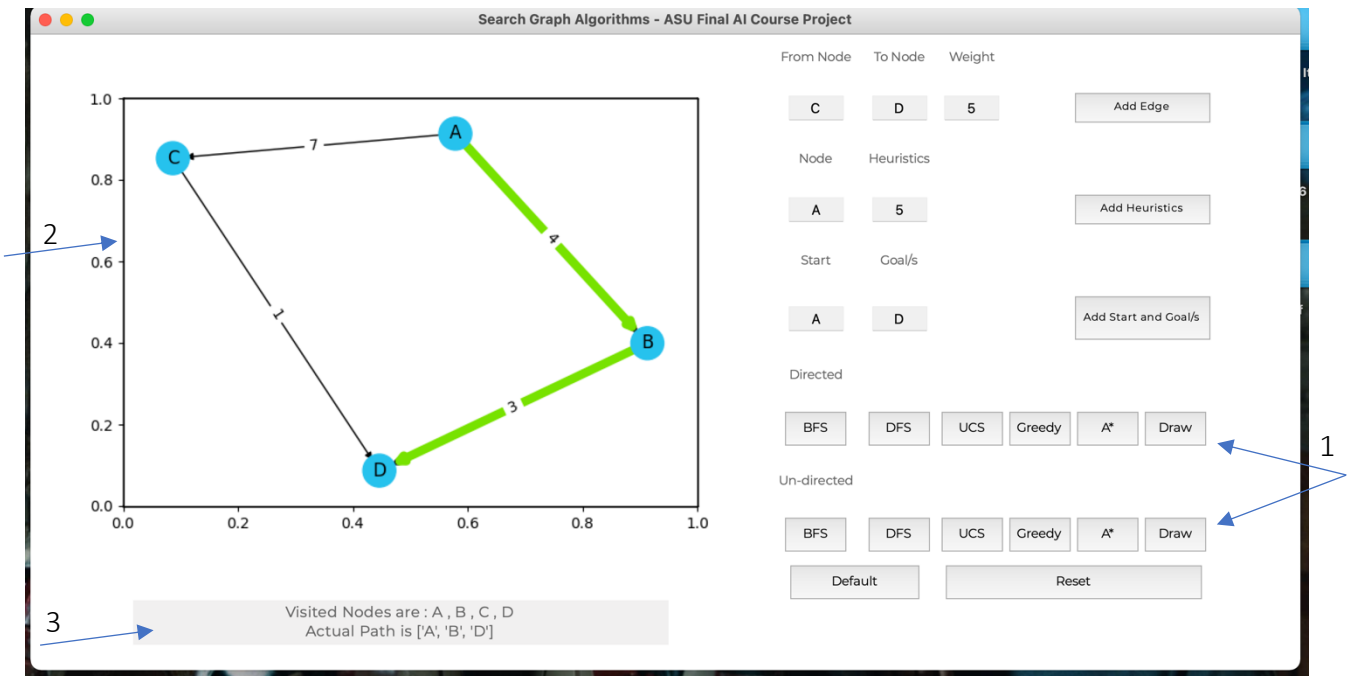 Search Graph Algorithms - ASU Final AI Course Project
From Node To Node Weight
C D 5 Add Edge
Node Heuristics
A 5 Add Heuristics
Start Goal/s
A D Add Start and Goal/s
Directed
BFS DFS UCS Greedy A* Draw
1
Un-directed
BFS DFS UCS Greedy A* Draw
Default Reset
1.0
0.8
0.6
0.4
0.2
0.0
0.0 0.2 0.4 0.6 0.8 1.0
A
7
C
4
1
B
3
D
2
3
Visited Nodes are : A , B , C , D
Actual Path is ['A', 'B', 'D']